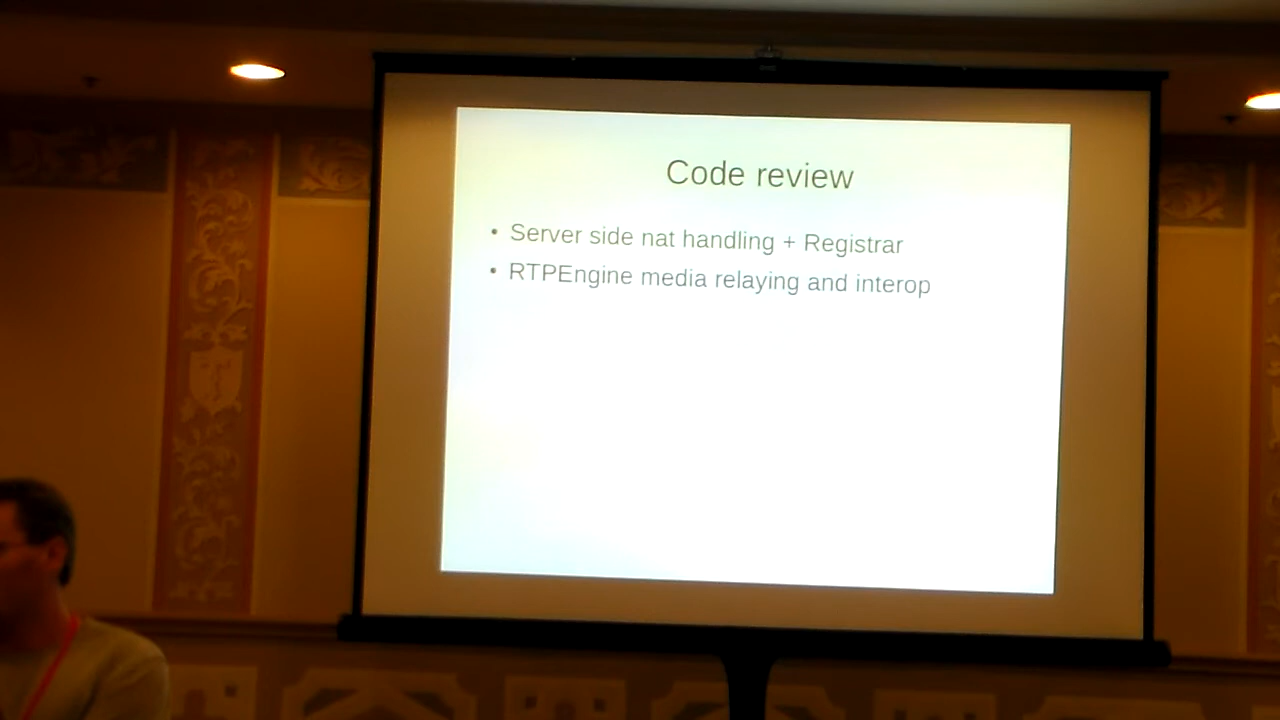 Code review
• Server side nat handling + Registrar
• RTPEngine media relaying and interop